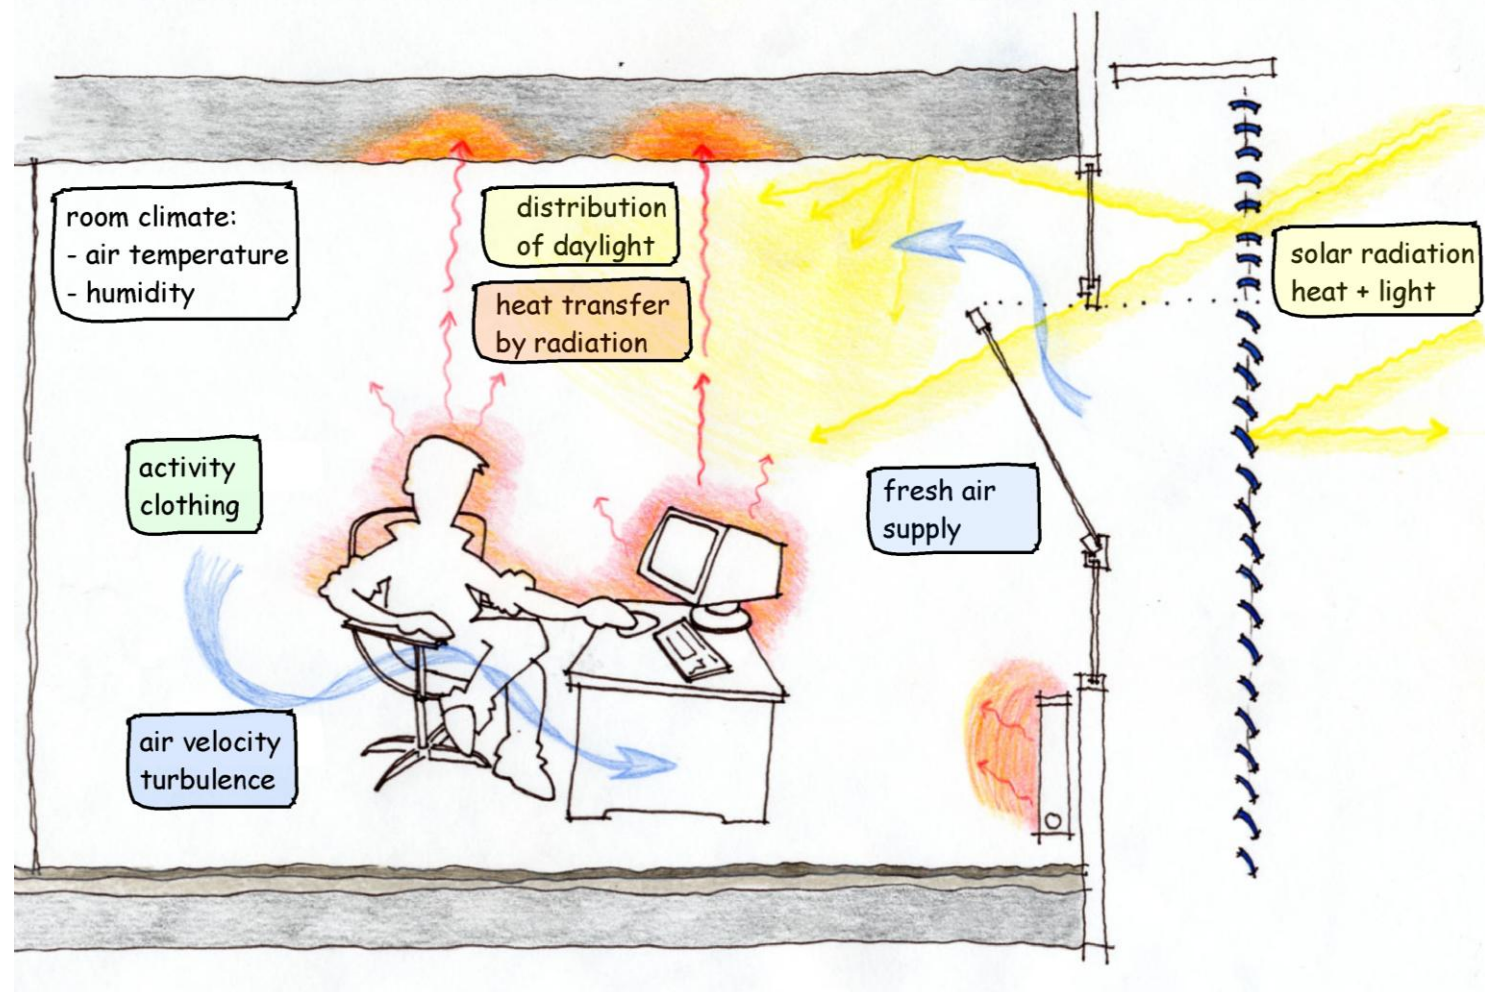 room climate:
- air temperature
- humidity
distribution
of daylight
heat transfer
by radiation
solar radiation
heat + light
activity
clothing
fresh air
supply
air velocity
turbulence